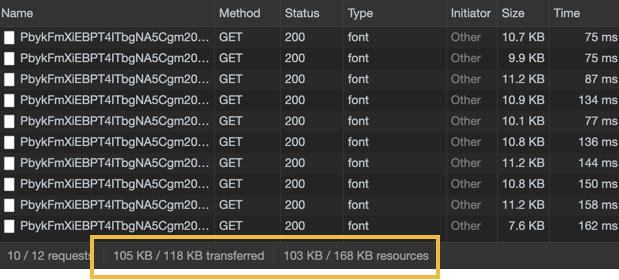 Name Method Status Type Initiator Size Time
PbykFmXiEBPT4ITbgNA5Cgm20... GET 200 font Other 10.7 KB 75 ms
PbykFmXiEBPT4ITbgNA5Cgm20... GET 200 font Other 9.9 KB 75 ms
PbykFmXiEBPT4ITbgNA5Cgm20... GET 200 font Other 11.2 KB 87 ms
PbykFmXiEBPT4ITbgNA5Cgm20... GET 200 font Other 10.9 KB 134 ms
PbykFmXiEBPT4ITbgNA5Cgm20... GET 200 font Other 10.1 KB 77 ms
PbykFmXiEBPT4ITbgNA5Cgm20... GET 200 font Other 10.8 KB 136 ms
PbykFmXiEBPT4ITbgNA5Cgm20... GET 200 font Other 11.2 KB 144 ms
PbykFmXiEBPT4ITbgNA5Cgm20... GET 200 font Other 10.8 KB 150 ms
PbykFmXiEBPT4ITbgNA5Cgm20... GET 200 font Other 11.2 KB 158 ms
PbykFmXiEBPT4ITbgNA5Cgm20... GET 200 font Other 7.6 KB 162 ms
10 / 12 requests 105 KB / 118 KB transferred 103 KB / 168 KB resources